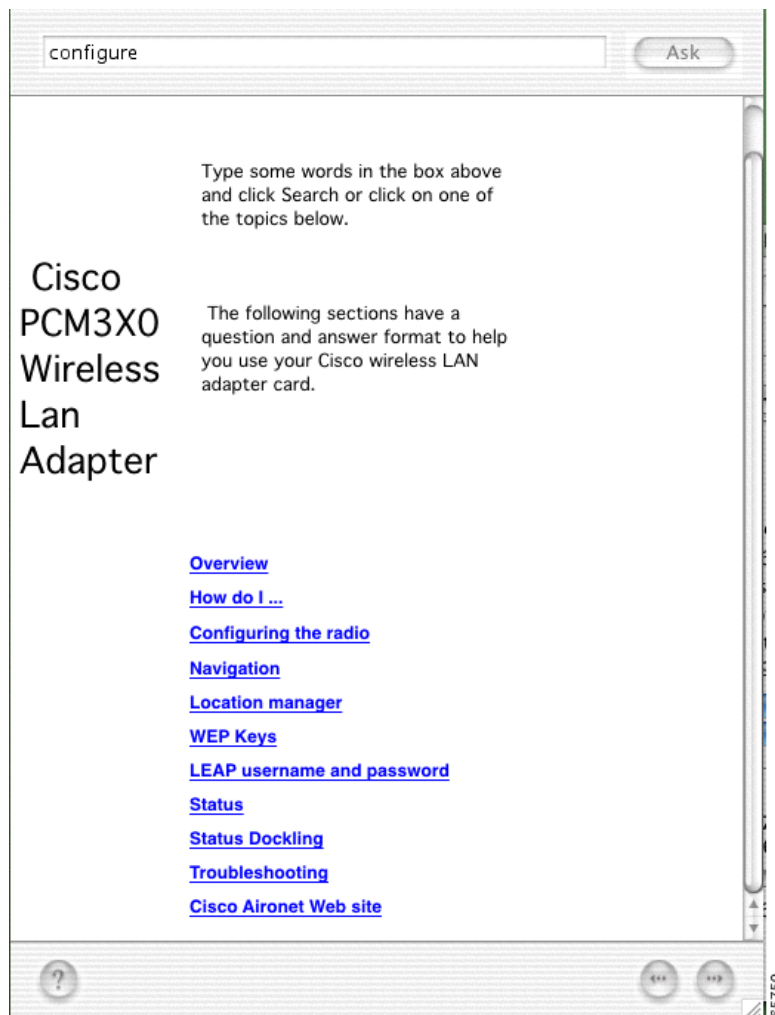 configure
Ask
Type some words in the box above
and click Search or click on one of
the topics below.
Cisco
PCM3X0
Wireless
Lan
Adapter
The following sections have a
question and answer format to help
you use your Cisco wireless LAN
adapter card.
Overview
How do I ...
Configuring the radio
Navigation
Location manager
WEP Keys
LEAP username and password
Status
Status Dockling
Troubleshooting
Cisco Aironet Web site
?